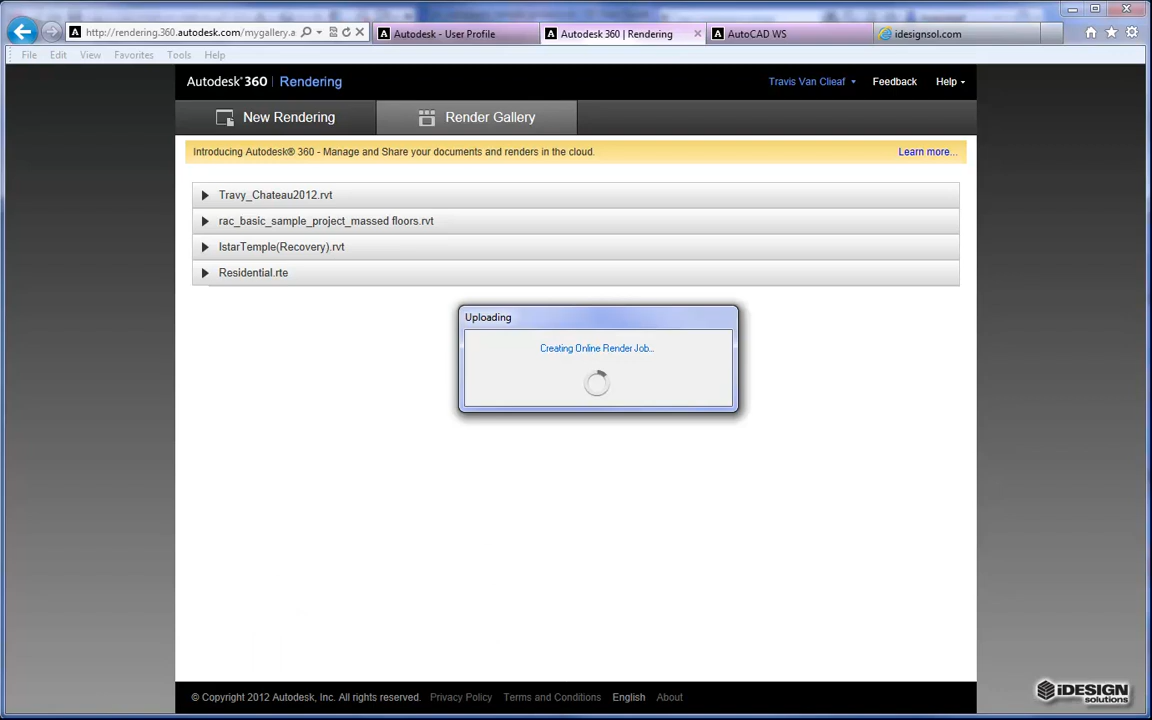 http://rendering.360.autodesk.com/mygallery.a
Autodesk - User Profile
Autodesk 360 | Rendering
AutoCAD WS
idesignsol.com
File Edit View Favorites Tools Help
Autodesk® 360 | Rendering
Travis Van Clieaf
Feedback
Help
New Rendering
Render Gallery
Introducing Autodesk® 360 - Manage and Share your documents and renders in the cloud.
Learn more...
Travy_Chateau2012.rvt
rac_basic_sample_project_massed floors.rvt
IstarTemple(Recovery).rvt
Residential.rte
Uploading
Creating Online Render Job...
© Copyright 2012 Autodesk, Inc. All rights reserved. Privacy Policy Terms and Conditions English About
iDESIGN
solutions